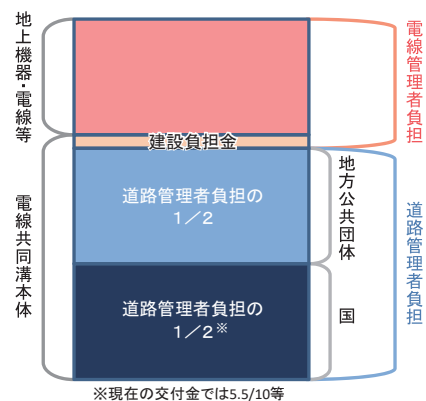 地上機器・電線等
電線共同溝本体
建設負担金
道路管理者負担の
1／2
道路管理者負担の
1／2※
地方公共団体
国
電線管理者負担
道路管理者負担
※現在の交付金では5.5/10等